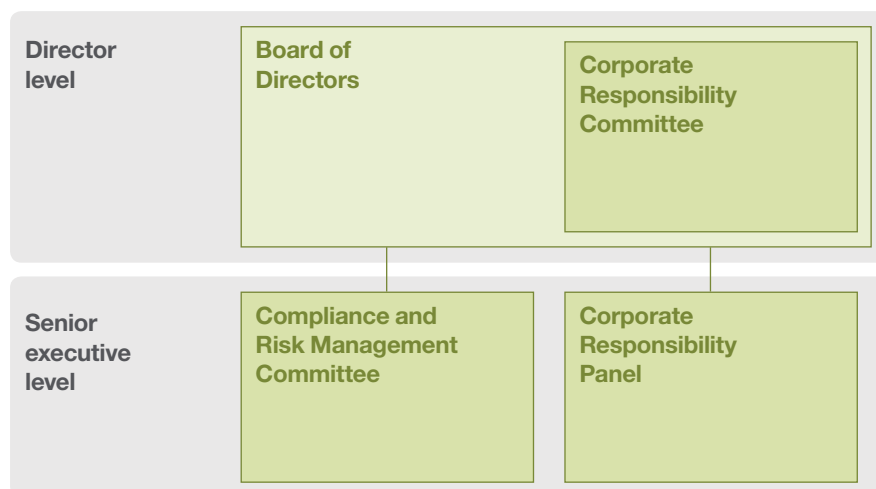 Director
level
Board of
Directors
Corporate
Responsibility
Committee
Senior
executive
level
Compliance and
Risk Management
Committee
Corporate
Responsibility
Panel